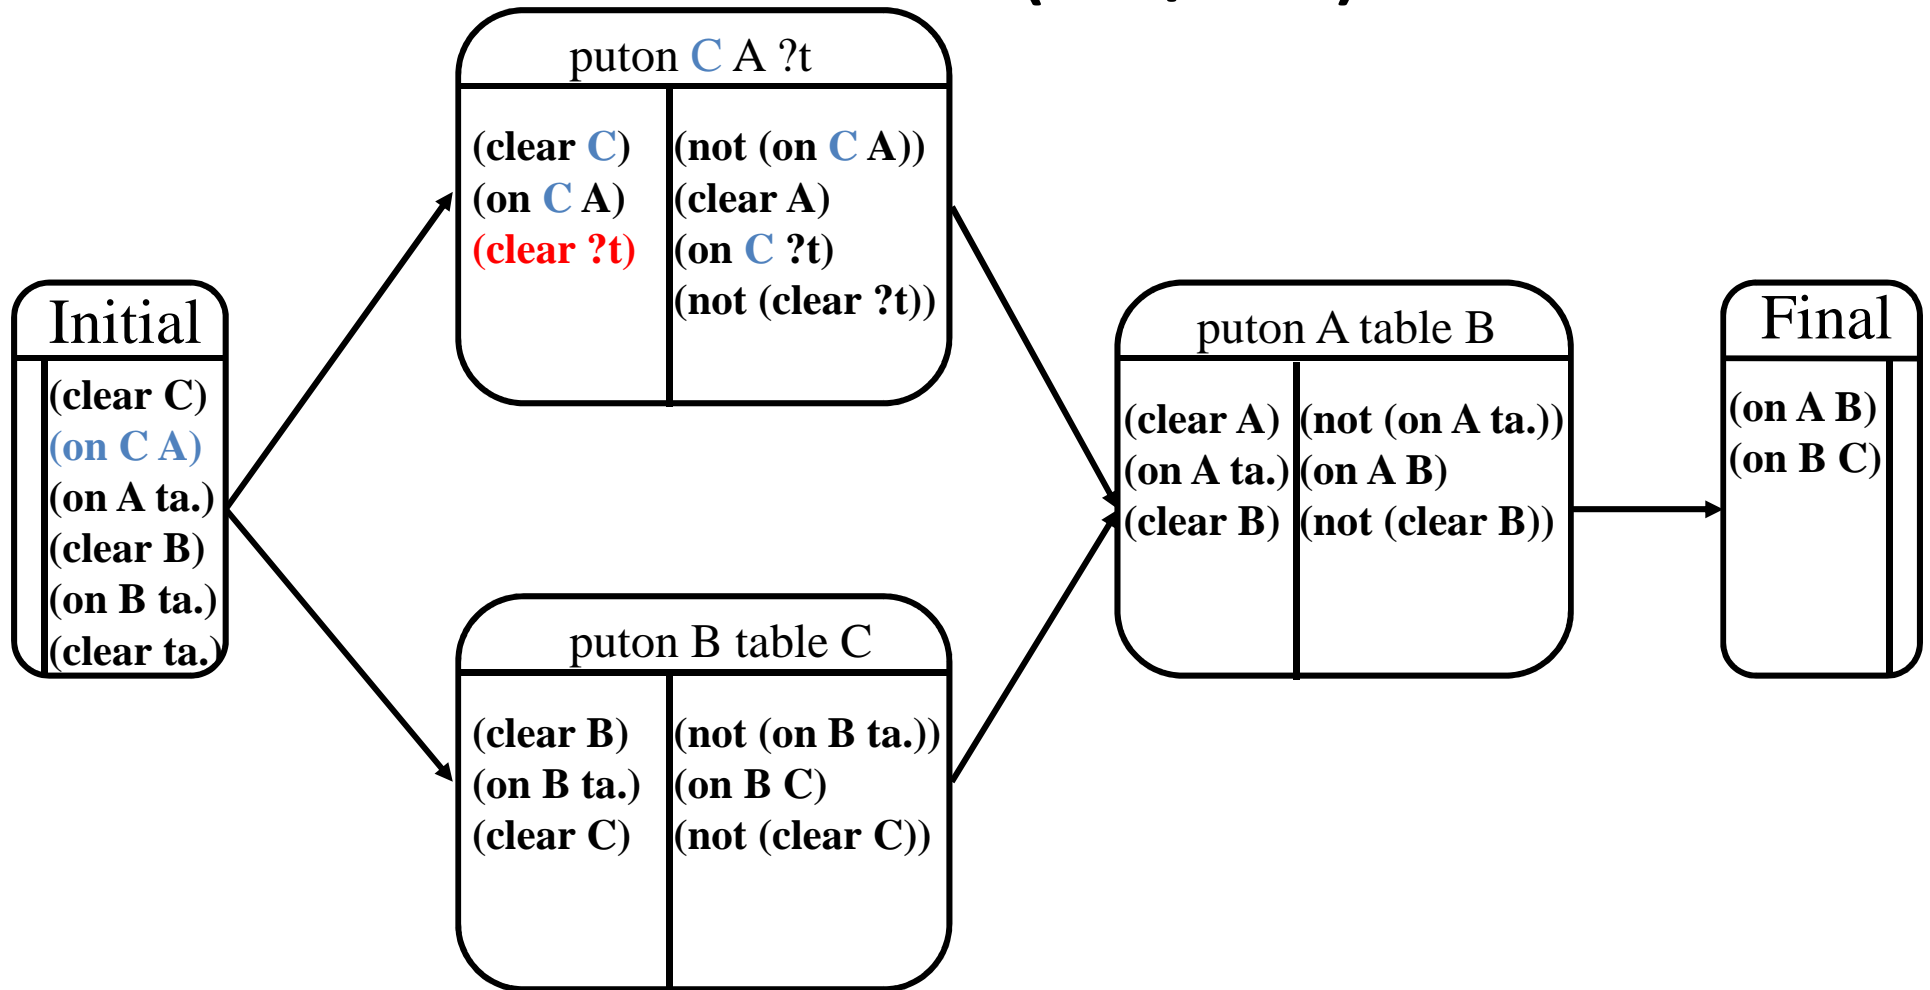 puton C A ?t
(clear C)
(on C A)
(clear ?t)
(not (on C A))
(clear A)
(on C ?t)
(not (clear ?t))
Initial
(clear C)
(on C A)
(on A ta.)
(clear B)
(on B ta.)
(clear ta.)
puton A table B
(clear A)
(on A ta.)
(clear B)
(not (on A ta.))
(on A B)
(not (clear B))
Final
(on A B)
(on B C)
puton B table C
(clear B)
(on B ta.)
(clear C)
(not (on B ta.))
(on B C)
(not (clear C))